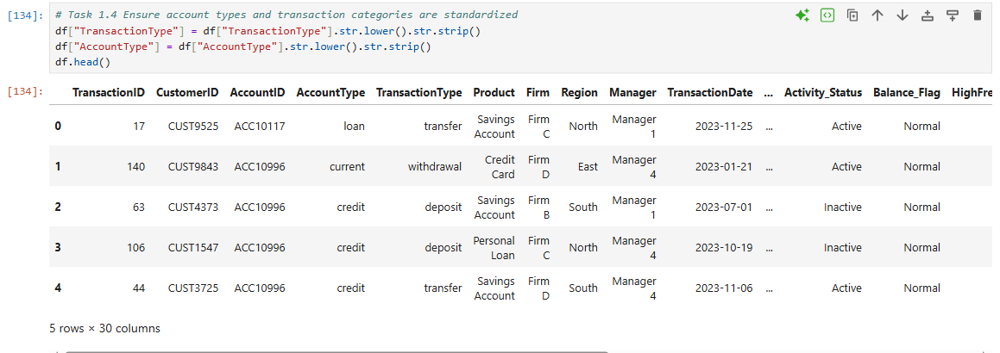 [134]: # Task 1.4 Ensure account types and transaction categories are standardized
df["TransactionType"] = df["TransactionType"].str.lower().str.strip()
df["AccountType"] = df["AccountType"].str.lower().str.strip()
df.head()
[134]: TransactionID CustomerID AccountID AccountType TransactionType Product Firm Region Manager TransactionDate ... Activity_Status Balance_Flag HighFre
0 17 CUST9525 ACC10117 loan transfer Savings Account Firm C North Manager 1 2023-11-25 ... Active Normal
1 140 CUST9843 ACC10996 current withdrawal Credit Card Firm D East Manager 4 2023-01-21 ... Active Normal
2 63 CUST4373 ACC10996 credit deposit Savings Account Firm B South Manager 1 2023-07-01 ... Inactive Normal
3 106 CUST1547 ACC10996 credit deposit Personal Loan Firm C North Manager 4 2023-10-19 ... Inactive Normal
4 44 CUST3725 ACC10996 credit transfer Savings Account Firm D South Manager 4 2023-11-06 ... Active Normal
5 rows × 30 columns